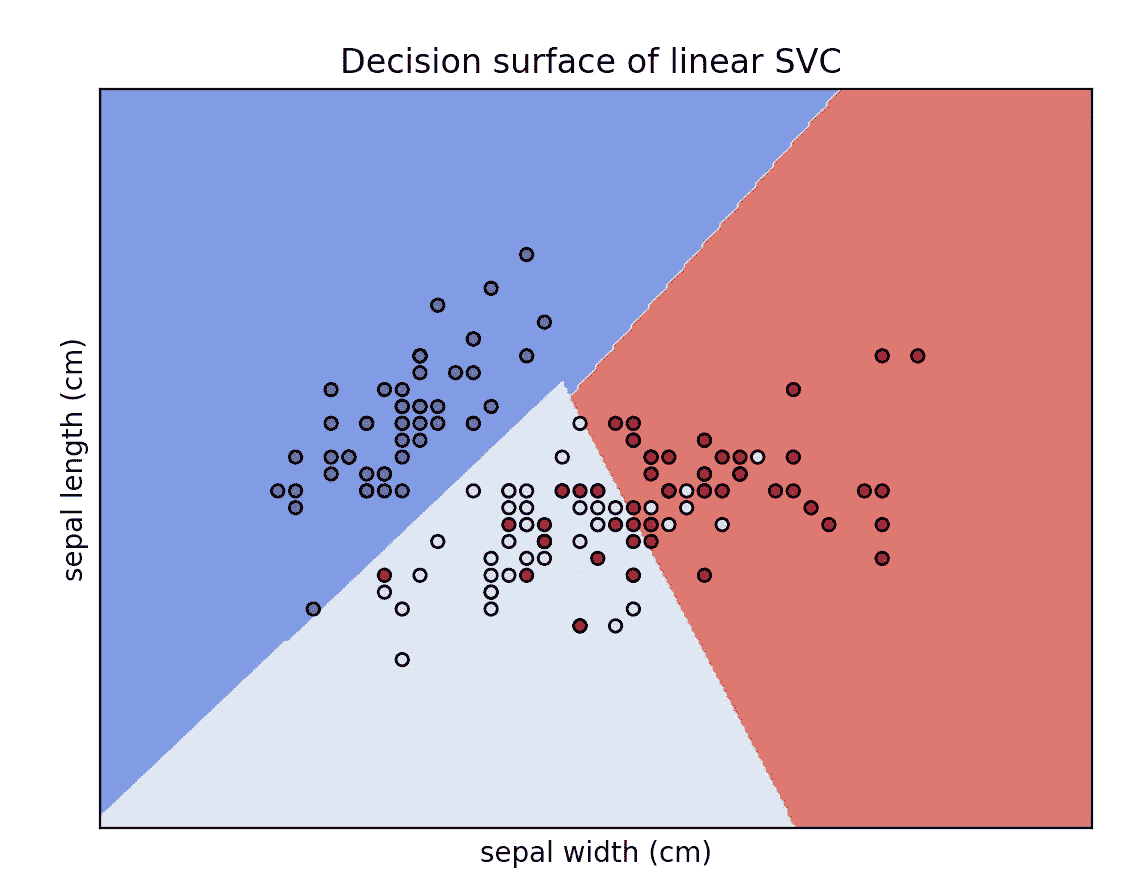 Decision surface of linear SVC
sepal length (cm)
sepal width (cm)